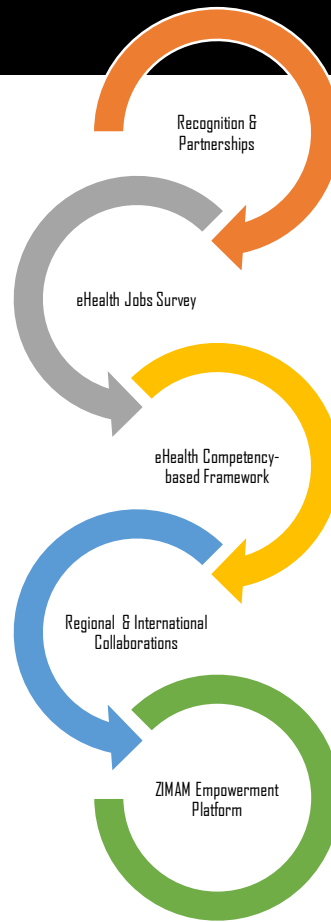 Recognition &
Partnerships
eHealth Jobs Survey
eHealth Competency-
based Framework
Regional & International
Collaborations
ZIMAM Empowerment
Platform